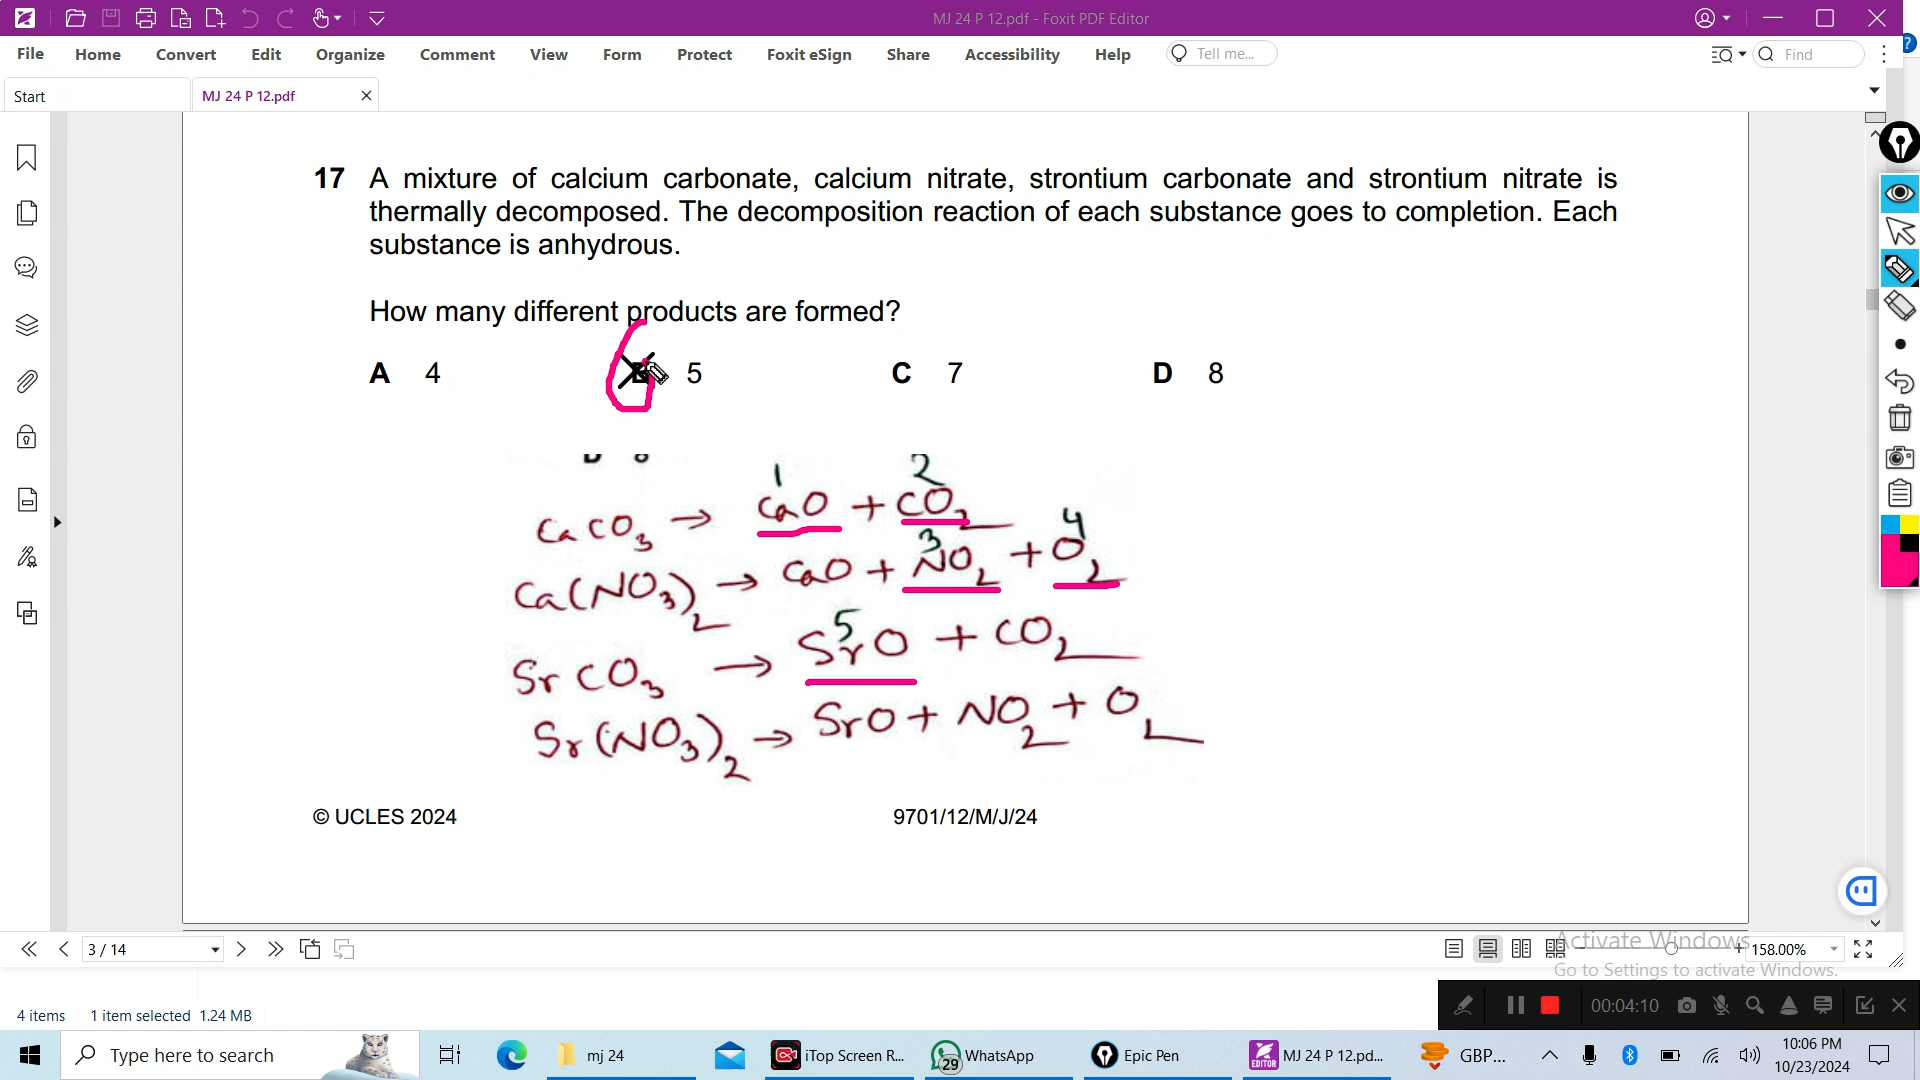 MJ 24 P 12.pdf - Foxit PDF Editor
File Home Convert Edit Organize Comment View Form Protect Foxit eSign Share Accessibility Help Tell me... Find
Start MJ 24 P 12.pdf
17 A mixture of calcium carbonate, calcium nitrate, strontium carbonate and strontium nitrate is
thermally decomposed. The decomposition reaction of each substance goes to completion. Each
substance is anhydrous.
How many different products are formed?
A 4 B 5 C 7 D 8
1 2
CaCO3 → CaO + CO2
3 4
Ca(NO3)2 → CaO + NO2 + O2
5
SrCO3 → SrO + CO2
Sr(NO3)2 → SrO + NO2 + O2
© UCLES 2024 9701/12/M/J/24
3 / 14 158.00%
Activate Windows
Go to Settings to activate Windows.
4 items 1 item selected 1.24 MB
00:04:10
Type here to search mj 24 iTop Screen R... 29 WhatsApp Epic Pen EDITOR MJ 24 P 12.pd... GBP... 10:06 PM
10/23/2024